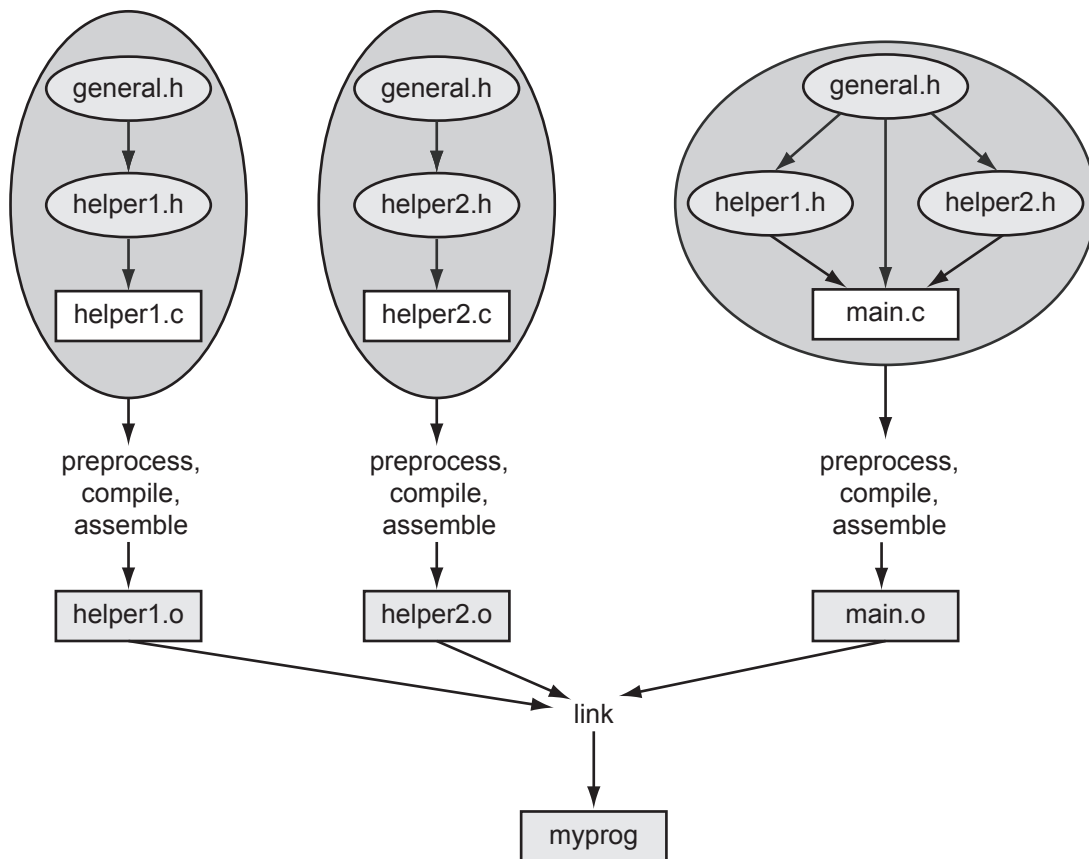 general.h
general.h
general.h
helper1.h
helper2.h
helper1.h
helper2.h
helper1.c
helper2.c
main.c
preprocess,
compile,
assemble
preprocess,
compile,
assemble
preprocess,
compile,
assemble
helper1.o
helper2.o
main.o
link
myprog